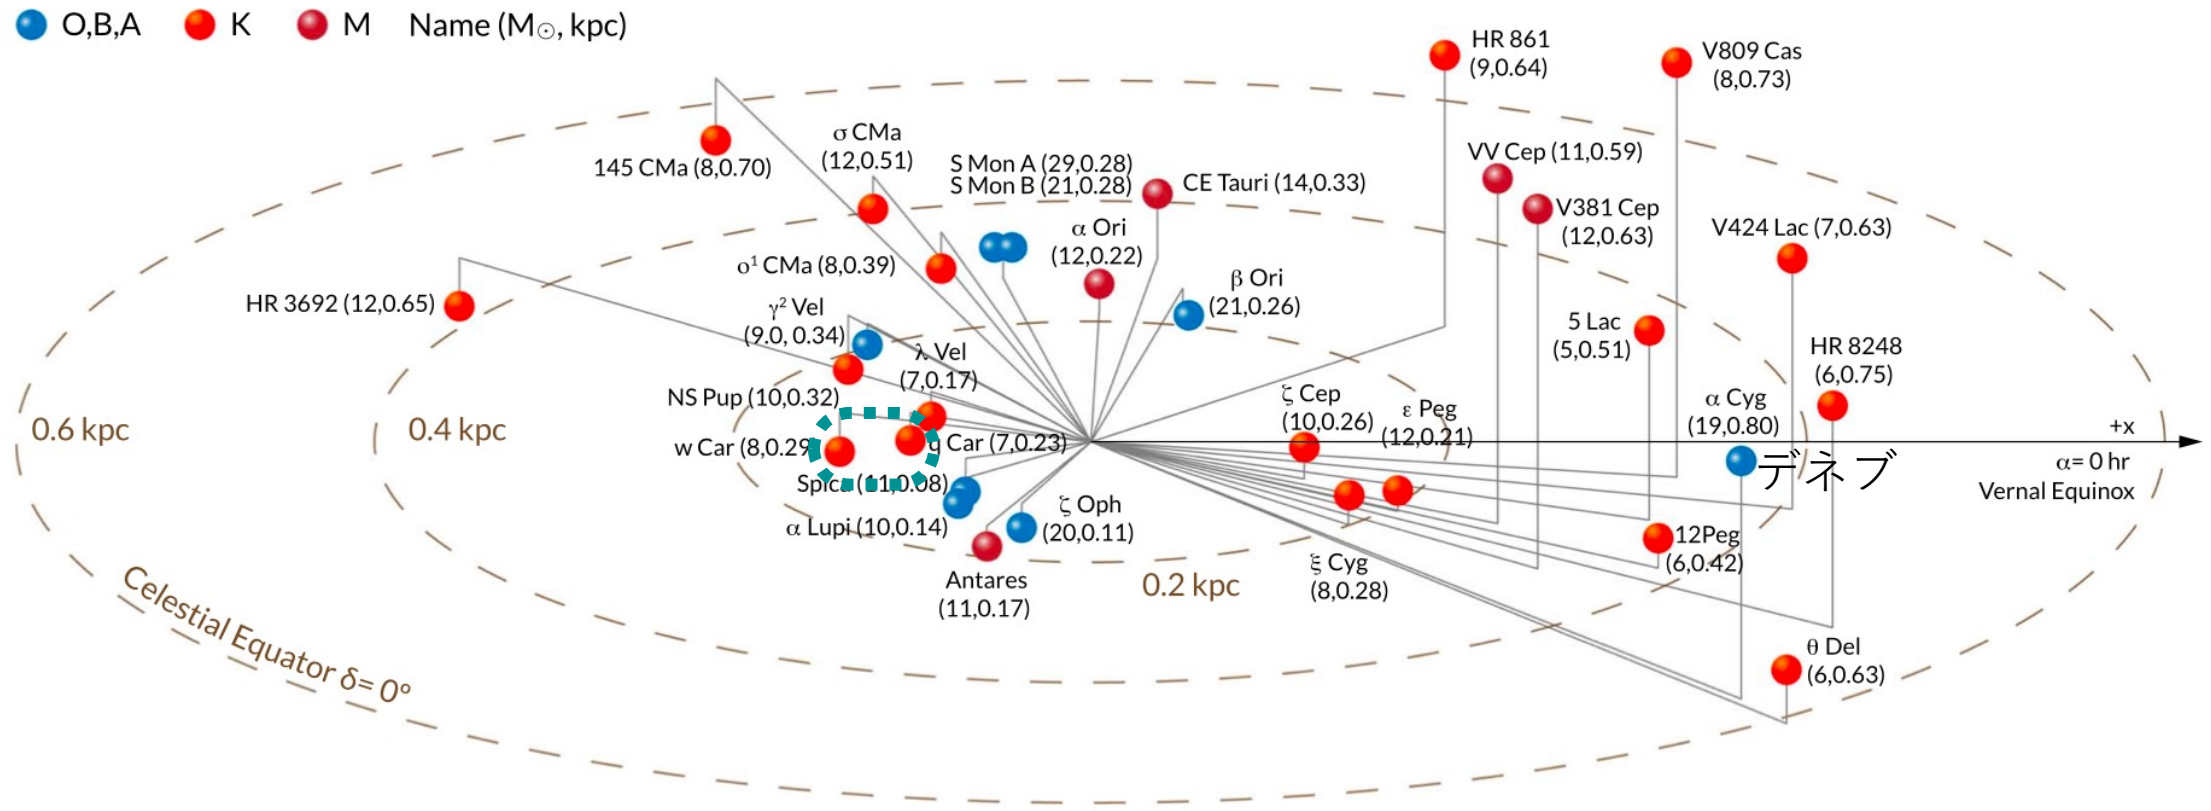 O,B,A K M Name (M☉, kpc)
HR 861
(9,0.64)
V809 Cas
(8,0.73)
145 CMa (8,0.70)
σ CMa
(12,0.51)
S Mon A (29,0.28)
S Mon B (21,0.28)
CE Tauri (14,0.33)
VV Cep (11,0.59)
V381 Cep
(12,0.63)
V424 Lac (7,0.63)
α Ori
(12,0.22)
ο¹ CMa (8,0.39)
β Ori
(21,0.26)
HR 3692 (12,0.65)
γ² Vel
(9.0, 0.34)
λ Vel
(7,0.17)
5 Lac
(5,0.51)
HR 8248
(6,0.75)
NS Pup (10,0.32)
ζ Cep
(10,0.26)
ε Peg
(12,0.21)
α Cyg
(19,0.80)
デネブ
0.6 kpc
0.4 kpc
w Car (8,0.29
q Car (7,0.23)
+x
α= 0 hr
Vernal Equinox
Spica (11,0.08)
α Lupi (10,0.14)
ζ Oph
(20,0.11)
12Peg
(6,0.42)
Antares
(11,0.17)
0.2 kpc
ξ Cyg
(8,0.28)
θ Del
(6,0.63)
Celestial Equator δ= 0º